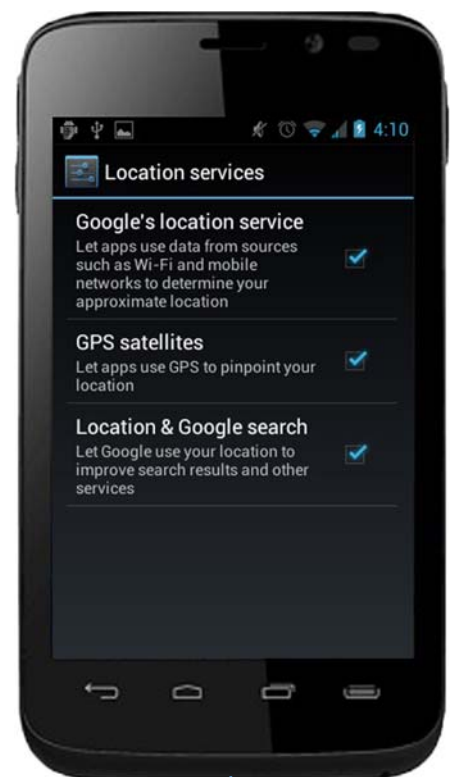 4:10
Location services
Google's location service
Let apps use data from sources
such as Wi-Fi and mobile
networks to determine your
approximate location
GPS satellites
Let apps use GPS to pinpoint your
location
Location & Google search
Let Google use your location to
improve search results and other
services